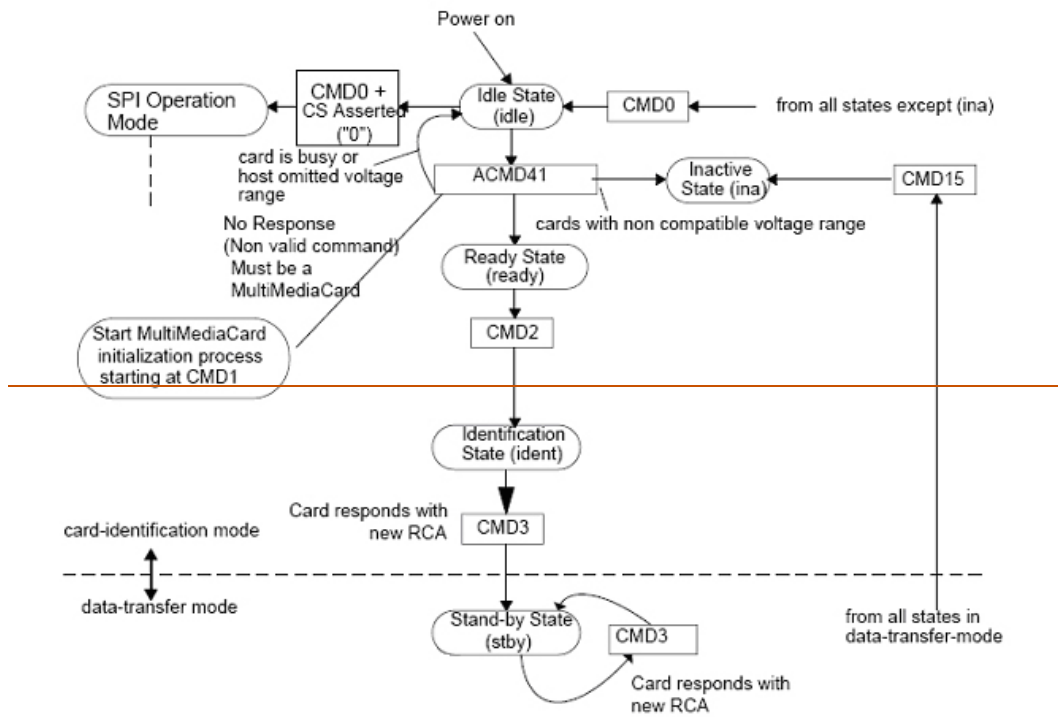 Power on
SPI Operation
Mode
CMD0 +
CS Asserted
("0")
Idle State
(idle)
CMD0
from all states except (ina)
card is busy or
host omitted voltage
range
ACMD41
Inactive
State (ina)
CMD15
cards with non compatible voltage range
No Response
(Non valid command)
Must be a
MultiMediaCard
Ready State
(ready)
CMD2
Start MultiMediaCard
initialization process
starting at CMD1
Identification
State (ident)
Card responds with
new RCA
CMD3
card-identification mode
data-transfer mode
Stand-by State
(stby)
CMD3
Card responds with
new RCA
from all states in
data-transfer-mode